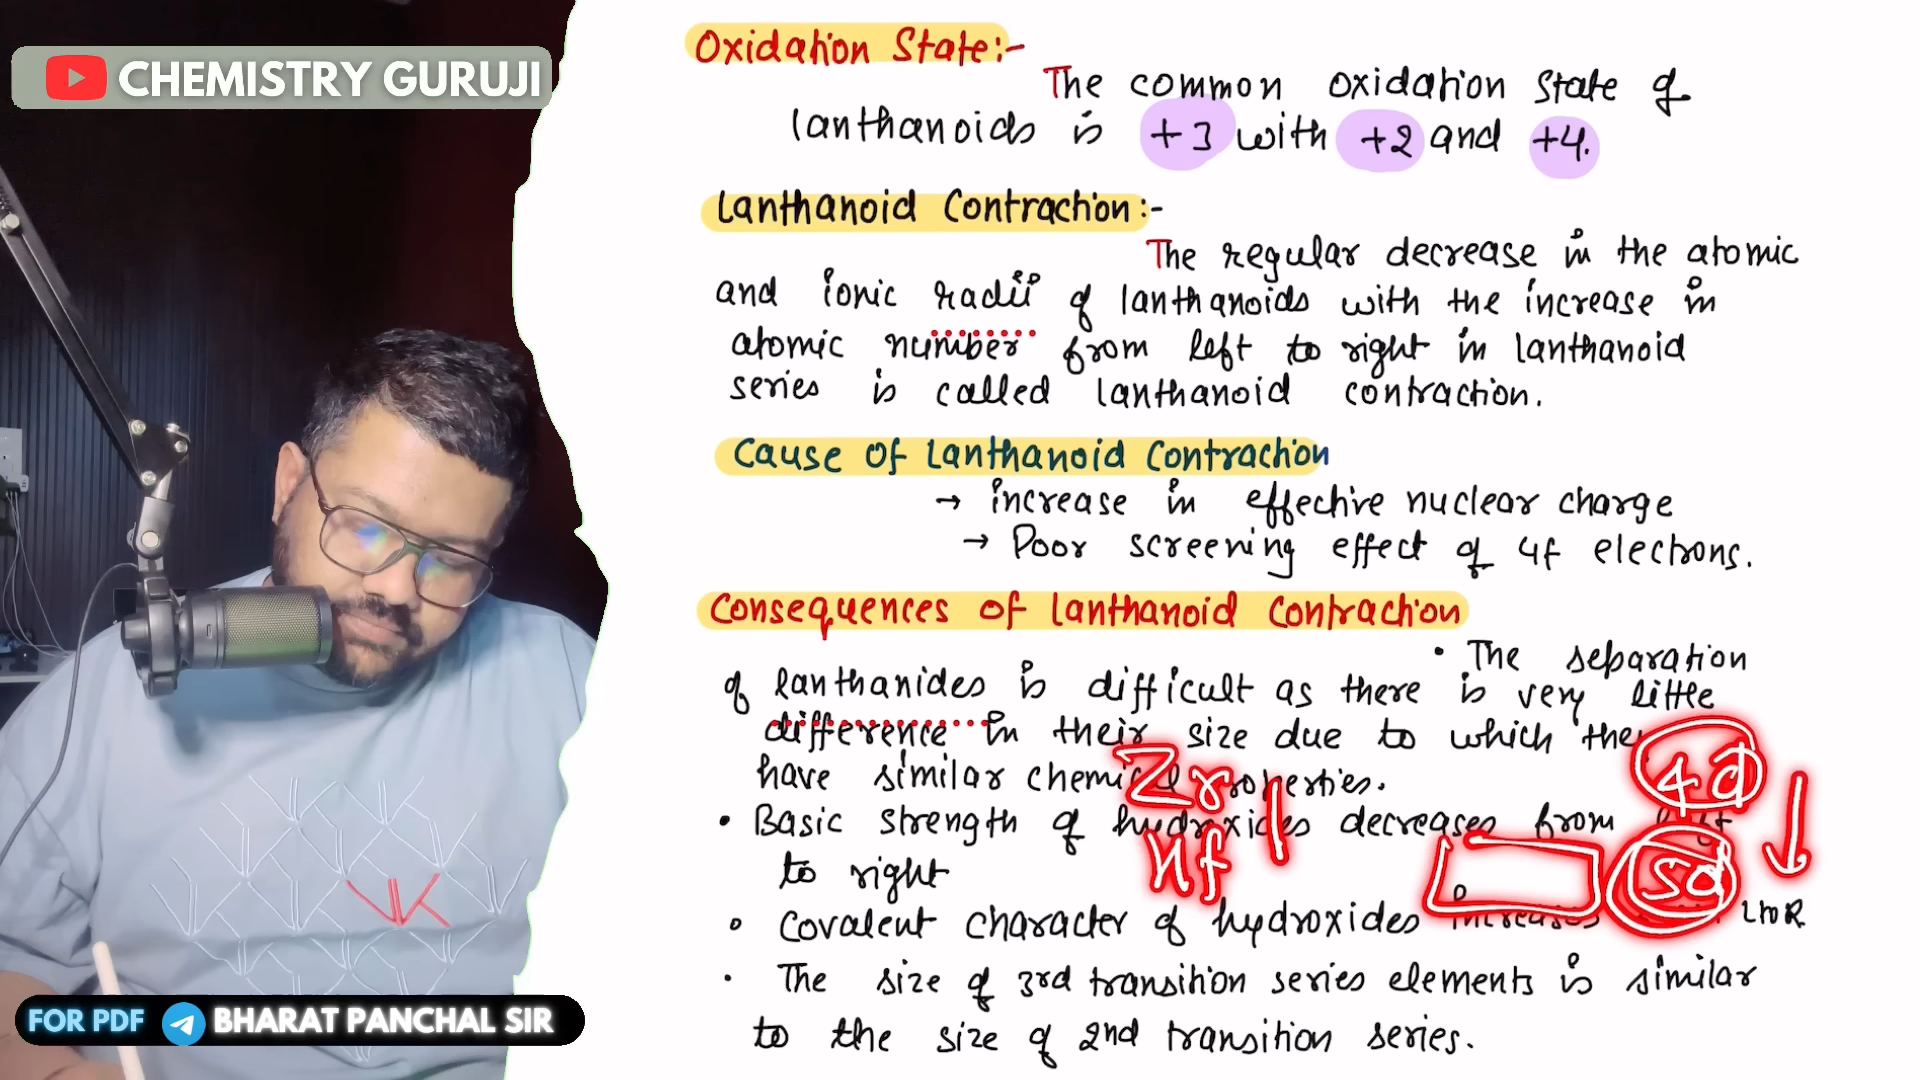 CHEMISTRY GURUJI
Oxidation State:-
The common oxidation state of
lanthanoids is +3 with +2 and +4.
Lanthanoid Contraction:-
The regular decrease in the atomic
and ionic radii of lanthanoids with the increase in
atomic number from left to right in lanthanoid
series is called lanthanoid contraction.
Cause of Lanthanoid Contraction
→ increase in effective nuclear charge
→ Poor screening effect of 4f electrons.
Consequences of Lanthanoid Contraction
• The separation
of lanthanides is difficult as there is very little
difference in their size due to which they
have similar chemical properties.
• Basic strength of hydroxides decreases from left
to right
• Covalent character of hydroxides increases LtoR
• The size of 3rd transition series elements is similar
to the size of 2nd transition series.
Zr
Hf
4d
5d
FOR PDF BHARAT PANCHAL SIR